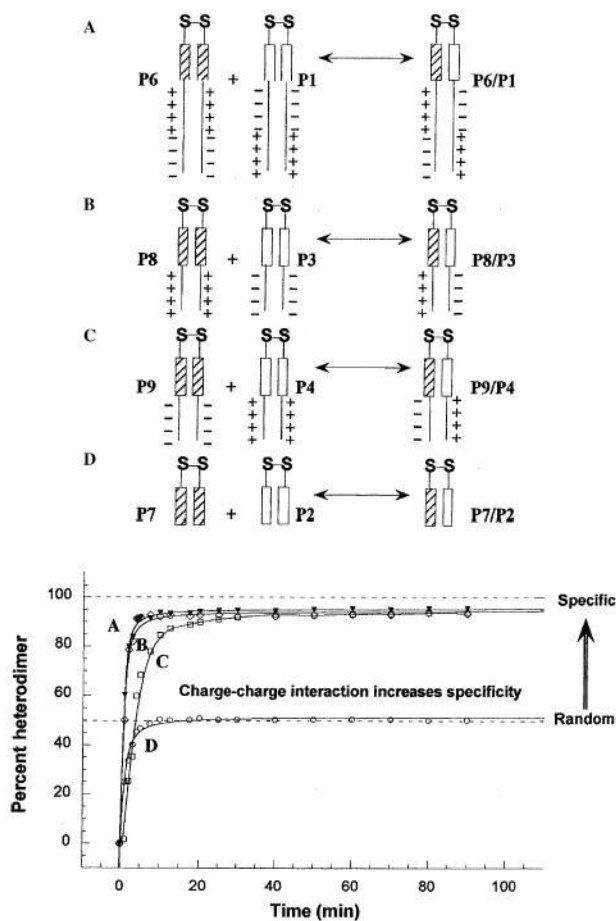 A
S-S S-S S-S
P6 + P1 P6/P1
+ + - - + -
+ + - - + -
+ + - - + -
+ + - - + -
- - + + - +
- - + + - +
- - + + - +
- - + + - +
B
S-S S-S S-S
P8 + P3 P8/P3
+ + - - + -
+ + - - + -
+ + - - + -
+ + - - + -
C
S-S S-S S-S
P9 + P4 P9/P4
- - + + - +
- - + + - +
- - + + - +
- - + + - +
D
S-S S-S S-S
P7 + P2 P7/P2
Percent heterodimer
100
80
60
40
20
0
A
B
C
D
Charge-charge interaction increases specificity
Specific
Random
0 20 40 60 80 100
Time (min)